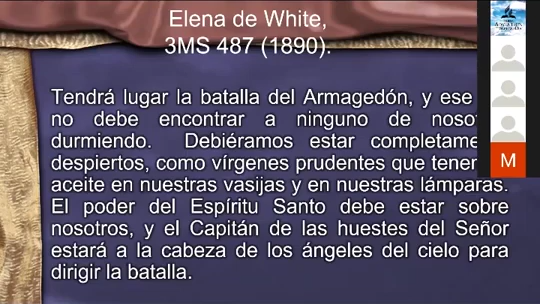 Elena de White,
3MS 487 (1890).
Tendrá lugar la batalla del Armagedón, y ese
no debe encontrar a ninguno de
durmiendo. Debiéramos estar
despiertos, como vírgenes prudentes que
aceite en nuestras vasijas y en nuestras lámparas.
El poder del Espíritu Santo debe estar sobre
nosotros, y el Capitán de las huestes del Señor
estará a la cabeza de los ángeles del cielo para
dirigir la batalla.
M